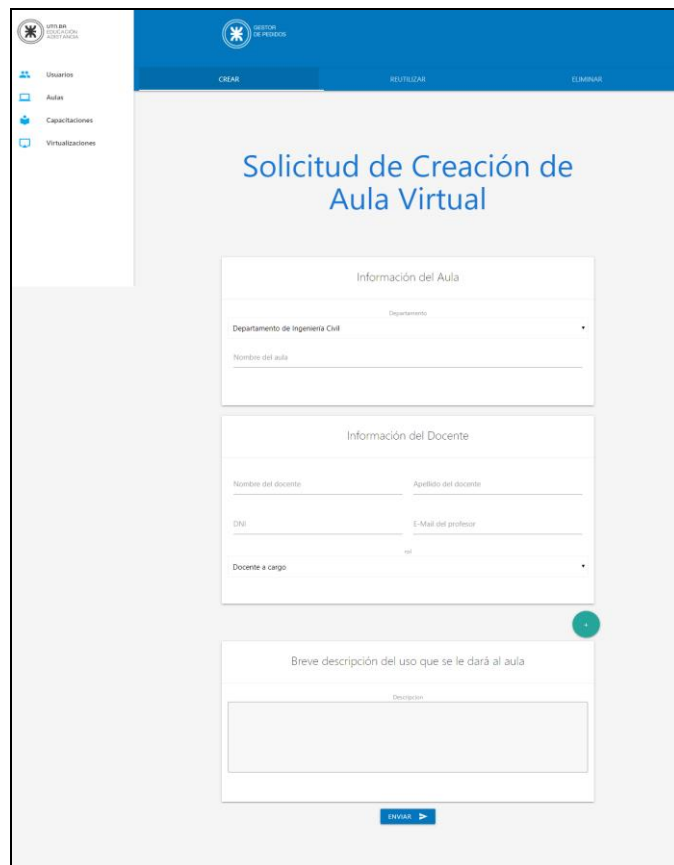 UTN.BA
EDUCACIÓN
A DISTANCIA
GESTOR
DE PEDIDOS
Usuarios
Aulas
Capacitaciones
Virtualizaciones
CREAR
REUTILIZAR
ELIMINAR
Solicitud de Creación de
Aula Virtual
Información del Aula
Departamento
Departamento de Ingeniería Civil
Nombre del aula
Información del Docente
Nombre del docente
Apellido del docente
DNI
E-Mail del profesor
rol
Docente a cargo
+
Breve descripción del uso que se le dará al aula
Descripcion
ENVIAR